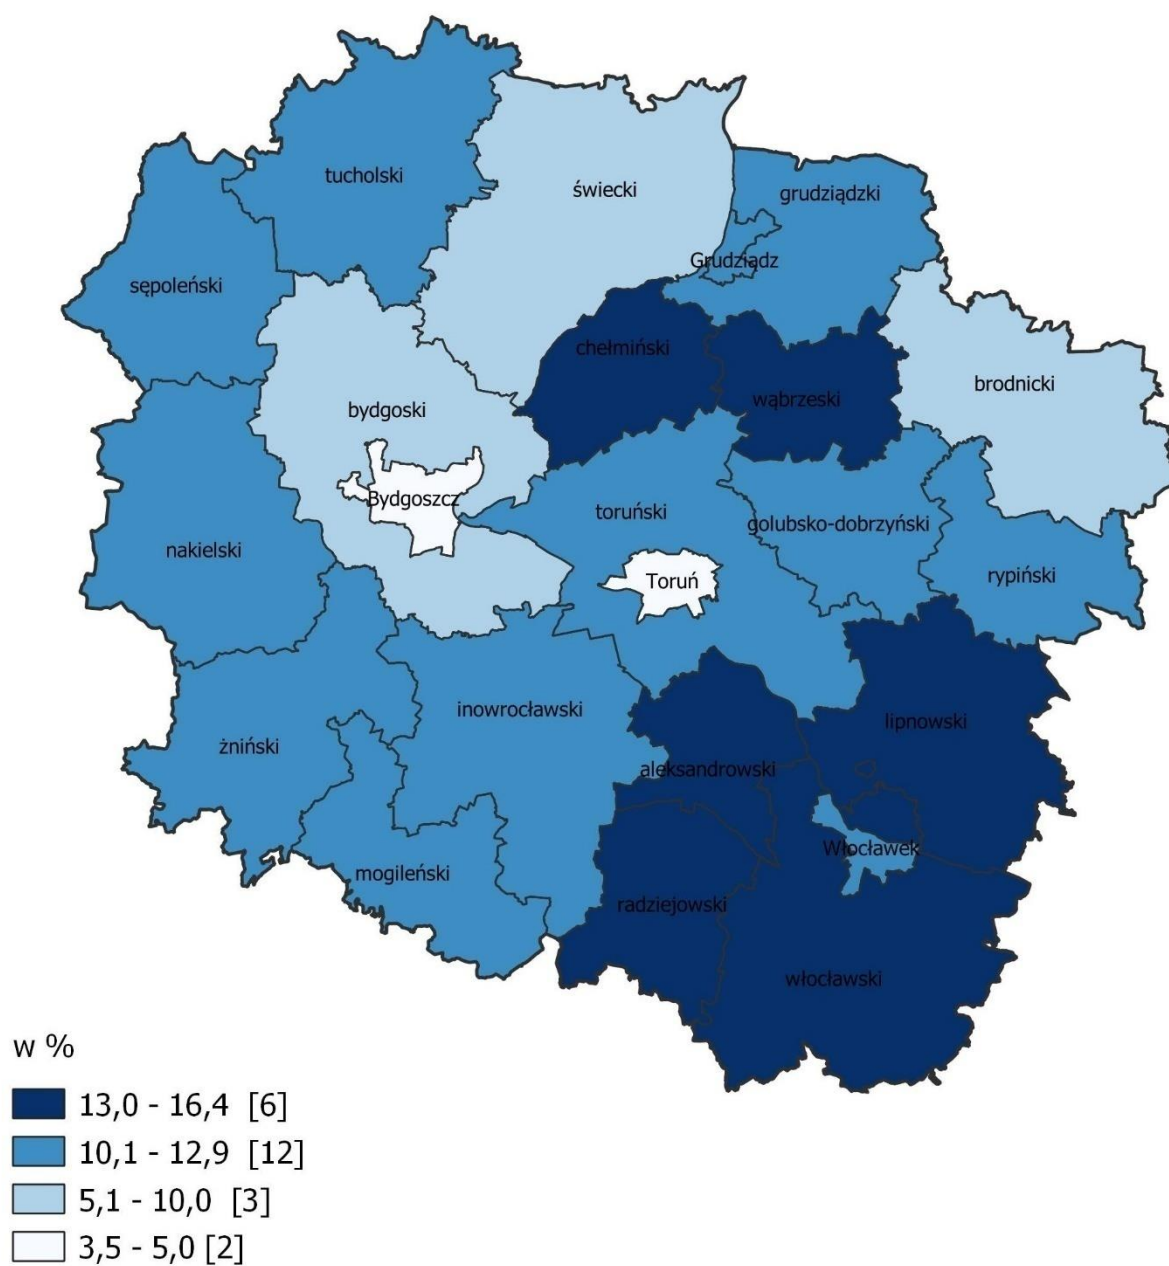 tucholski
świecki
grudziądzki
Grudziądz
sępoleński
chełmiński
wąbrzeski
brodnicki
bydgoski
Bydgoszcz
toruński
golubsko-dobrzyński
nakielski
Toruń
rypiński
inowrocławski
lipnowski
żniński
aleksandrowski
Włocławek
mogileński
radziejowski
włocławski
w %
13,0 - 16,4 [6]
10,1 - 12,9 [12]
5,1 - 10,0 [3]
3,5 - 5,0 [2]